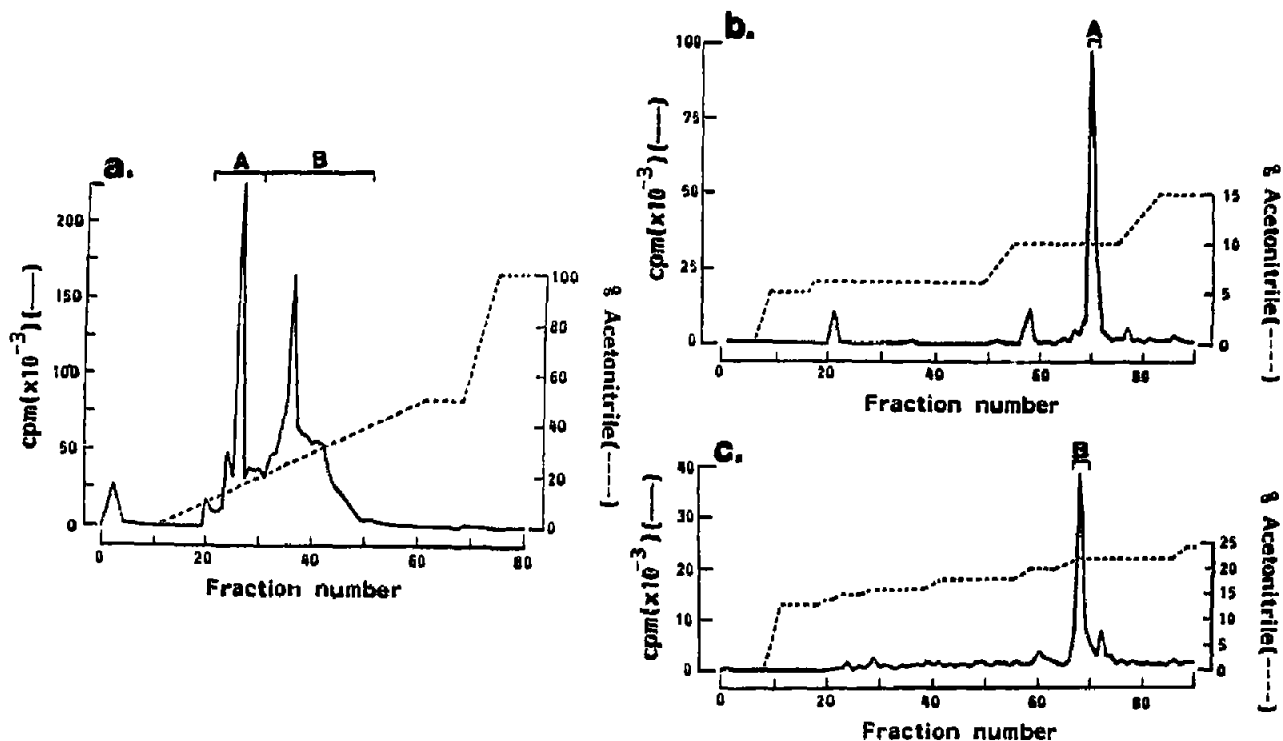 a.
A B
cpm(x10⁻³)(——)
200
150
100
50
0
100
80
60
40
20
0
% Acetonitrile(-----)
0 20 40 60 80
Fraction number
b.
A
cpm(x10⁻³)(——)
100
75
50
25
0
15
10
5
0
% Acetonitrile(-----)
0 20 40 60 80
Fraction number
c.
B
cpm(x10⁻³)(——)
40
30
20
10
0
25
20
15
10
5
0
% Acetonitrile(-----)
0 20 40 60 80
Fraction number